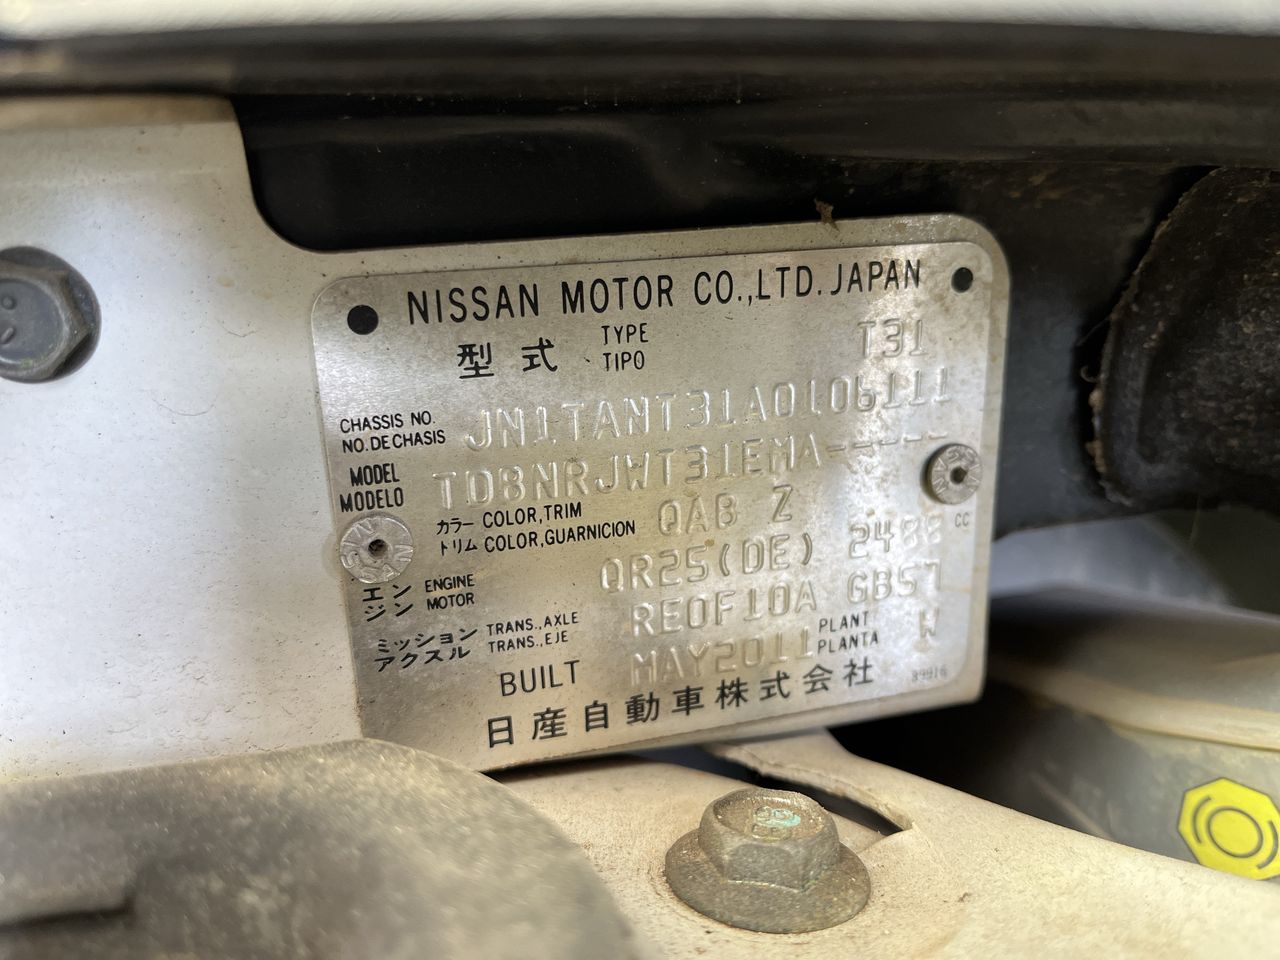 NISSAN MOTOR CO.,LTD. JAPAN
型式 TYPE T31
TIPO
CHASSIS NO. JN1TANT31A0106111
NO. DE CHASIS
MODEL TD8NRJWT31EMA-----
MODELO
カラー COLOR,TRIM QAB Z
トリム COLOR,GUARNICION
エン ENGINE QR25(DE) 2488 CC
ジン MOTOR
ミッション TRANS.,AXLE RE0F10A GB57
アクスル TRANS.,EJE
BUILT MAY2011 PLANT W
PLANTA
日産自動車株式会社 89916